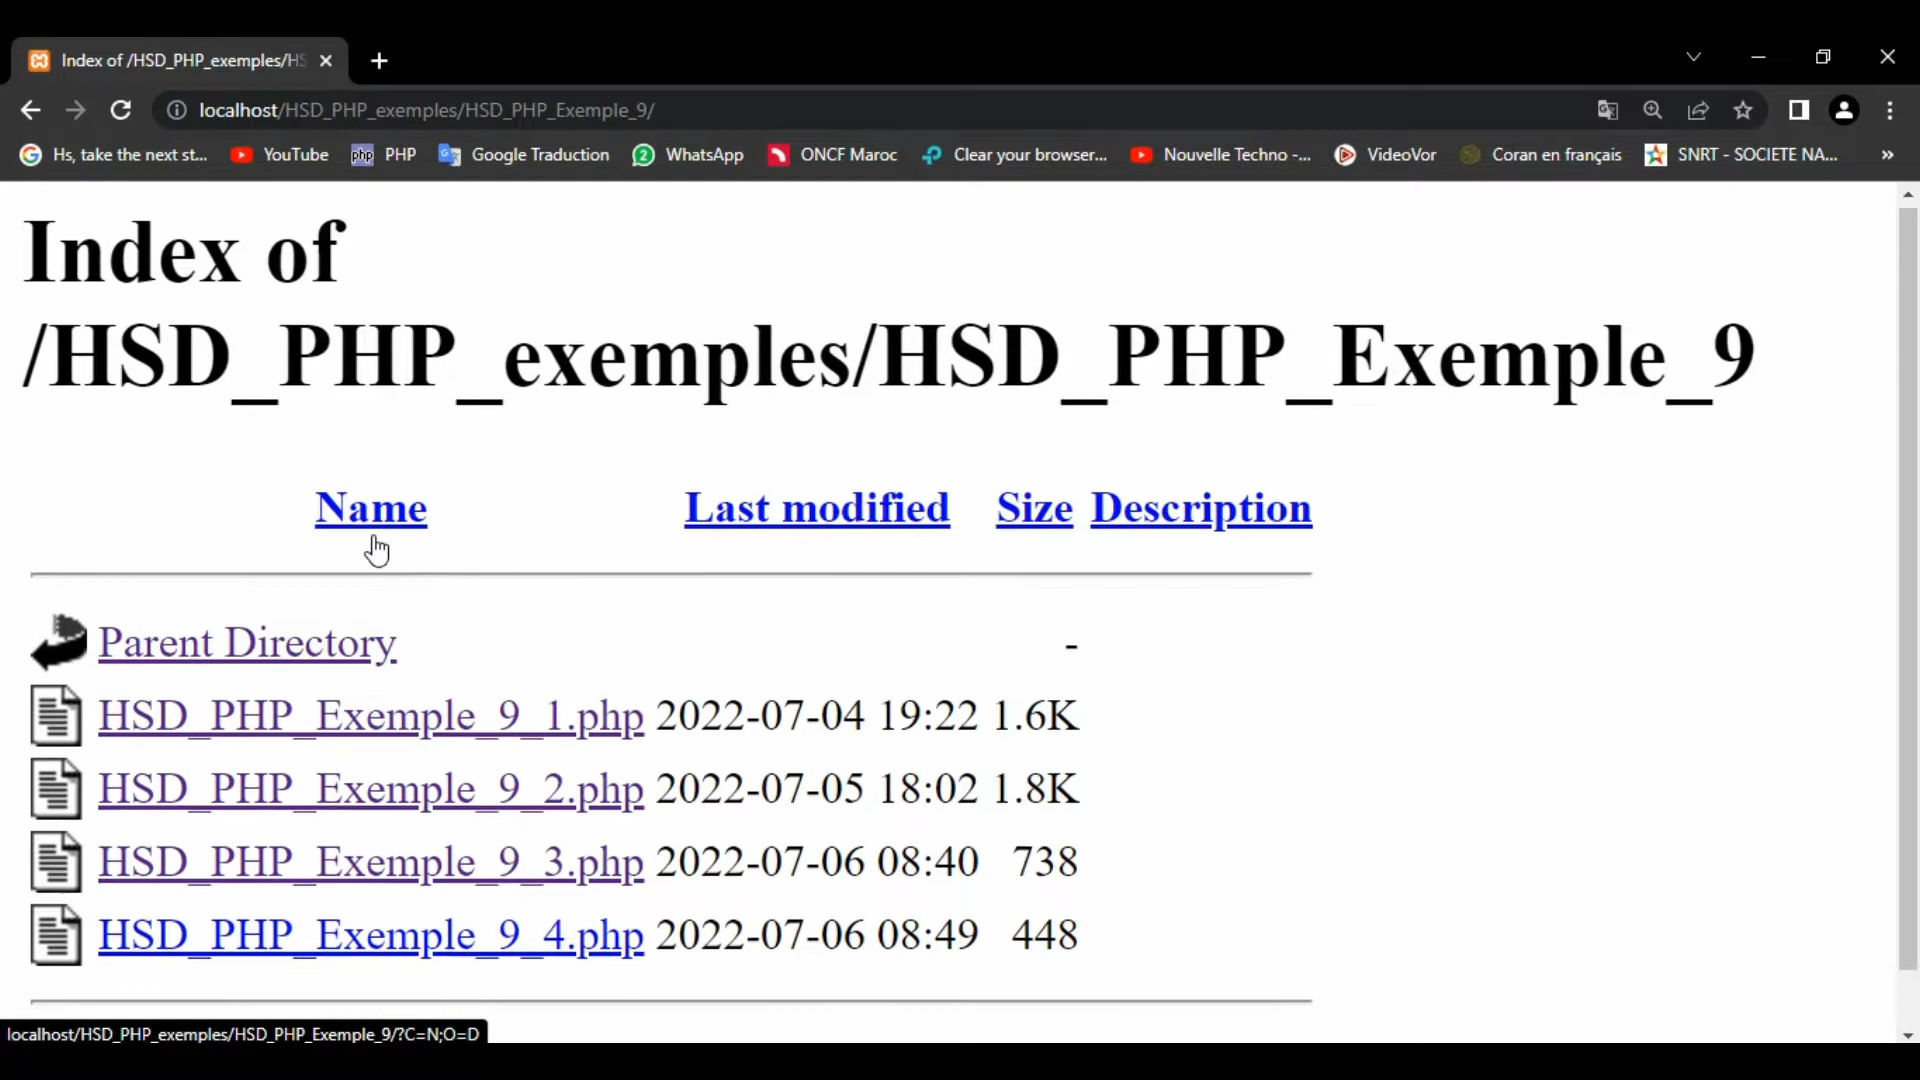 Index of /HSD_PHP_exemples/HS
localhost/HSD_PHP_exemples/HSD_PHP_Exemple_9/
Hs, take the next st... YouTube php PHP Google Traduction 2 WhatsApp ONCF Maroc Clear your browser... Nouvelle Techno -... VideoVor Coran en français SNRT - SOCIETE NA... »
Index of
/HSD_PHP_exemples/HSD_PHP_Exemple_9
Name Last modified Size Description
Parent Directory -
HSD_PHP_Exemple_9_1.php 2022-07-04 19:22 1.6K
HSD_PHP_Exemple_9_2.php 2022-07-05 18:02 1.8K
HSD_PHP_Exemple_9_3.php 2022-07-06 08:40 738
HSD_PHP_Exemple_9_4.php 2022-07-06 08:49 448
localhost/HSD_PHP_exemples/HSD_PHP_Exemple_9/?C=N;O=D